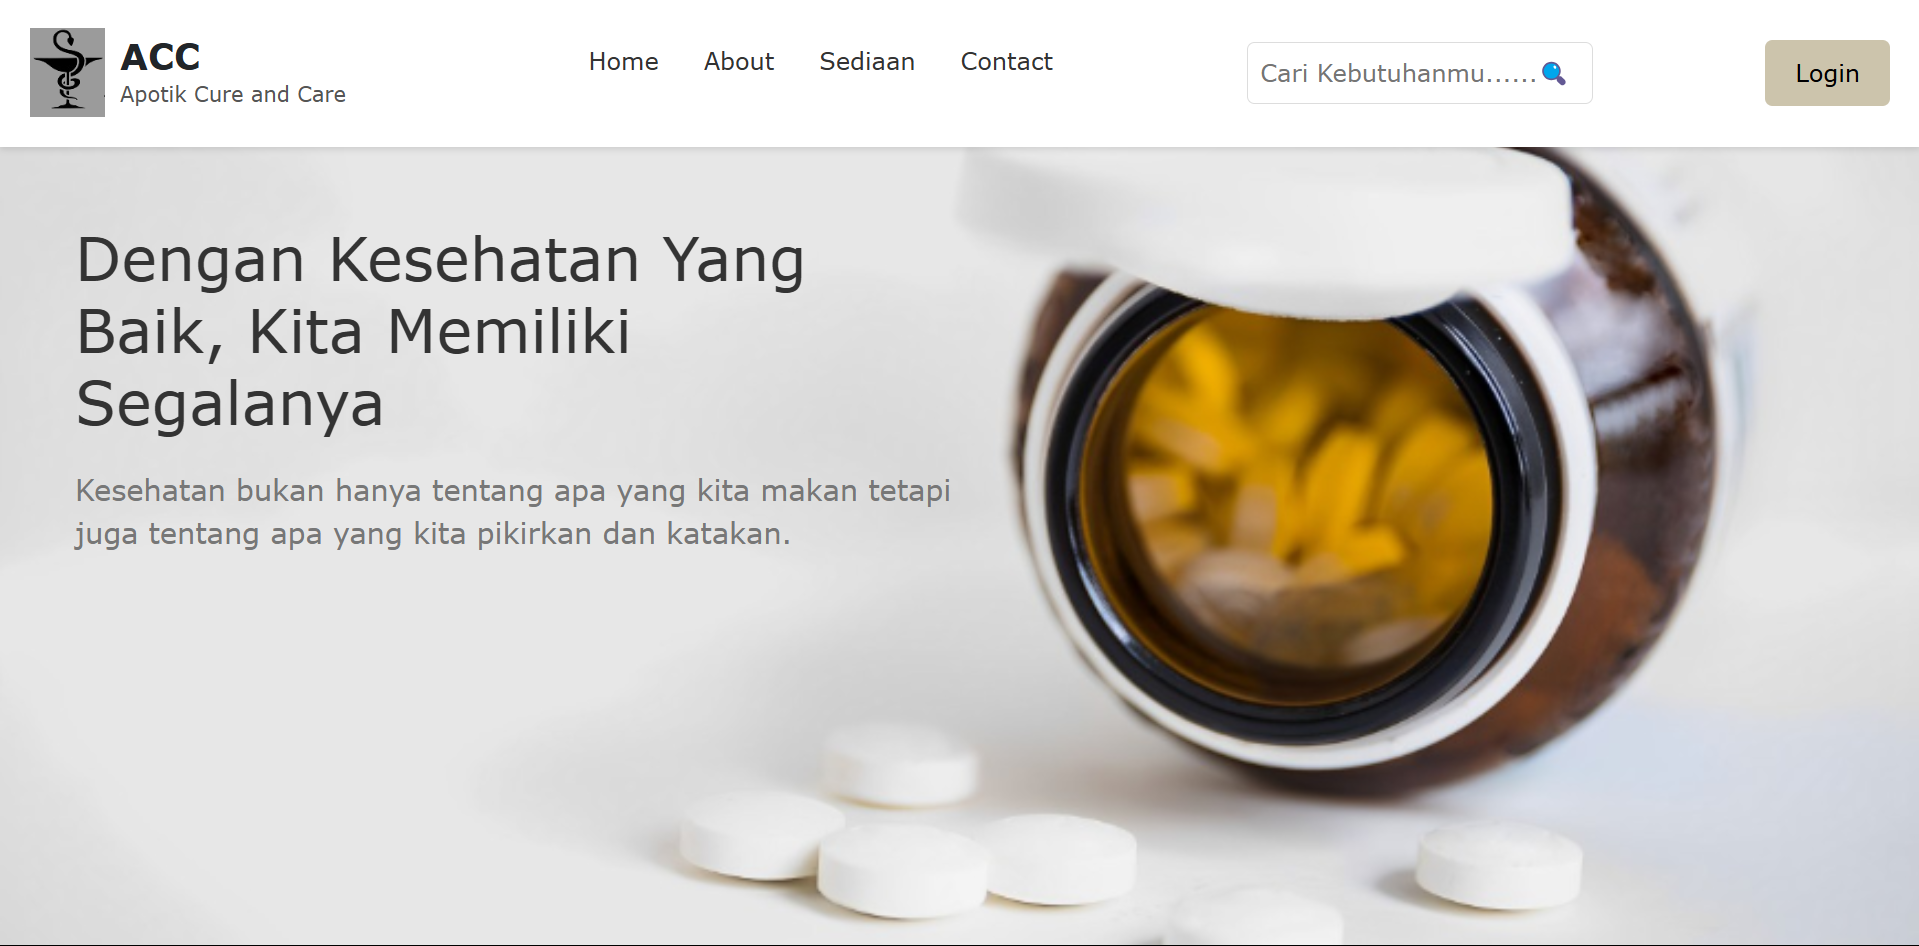 ACC
Apotik Cure and Care
Home About Sediaan Contact
Cari Kebutuhanmu......🔍
Login
Dengan Kesehatan Yang
Baik, Kita Memiliki
Segalanya
Kesehatan bukan hanya tentang apa yang kita makan tetapi
juga tentang apa yang kita pikirkan dan katakan.